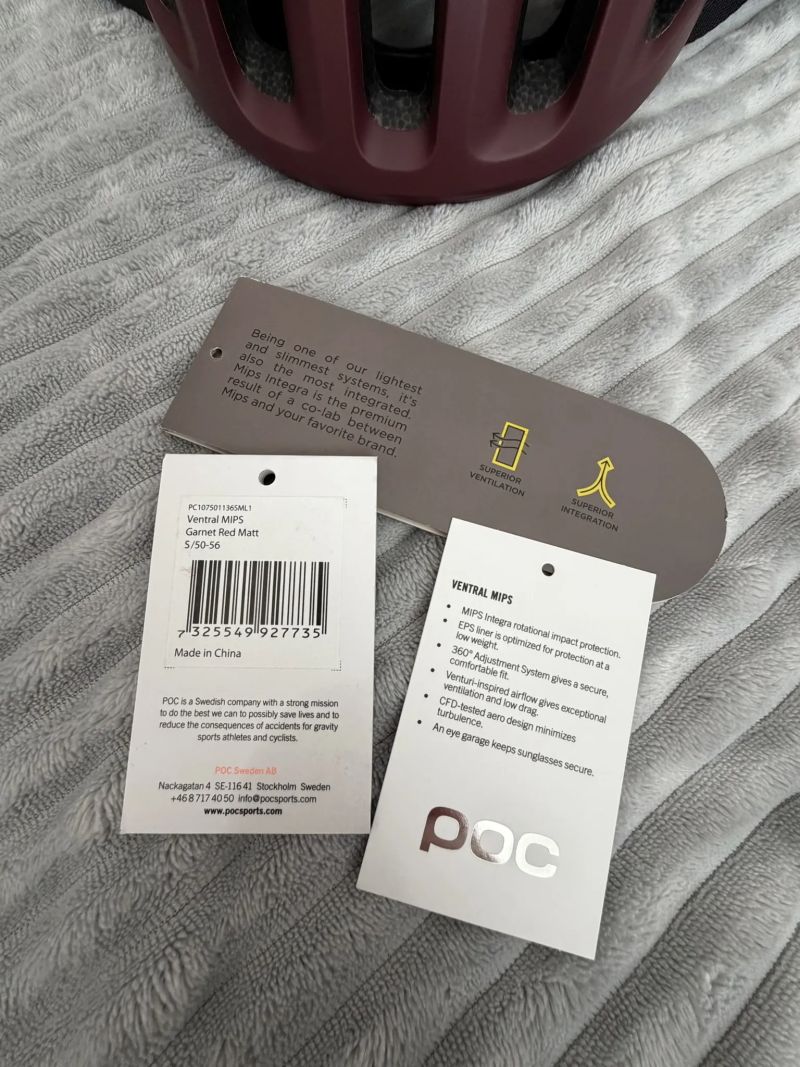 Being one of our lightest
and slimmest systems, it's
also the most integrated.
Mips Integra is the premium
result of a co-lab between
Mips and your favorite brand.
SUPERIOR
VENTILATION
SUPERIOR
INTEGRATION
PC107501136SML1
Ventral MIPS
Garnet Red Matt
S/50-56
7 325549 927735
Made in China
POC is a Swedish company with a strong mission
to do the best we can to possibly save lives and to
reduce the consequences of accidents for gravity
sports athletes and cyclists.
POC Sweden AB
Nackagatan 4 SE-116 41 Stockholm Sweden
+46 8 717 40 50 info@pocsports.com
www.pocsports.com
VENTRAL MIPS
• MIPS Integra rotational impact protection.
• EPS liner is optimized for protection at a
low weight.
• 360° Adjustment System gives a secure,
comfortable fit.
• Venturi-inspired airflow gives exceptional
ventilation and low drag.
• CFD-tested aero design minimizes
turbulence.
• An eye garage keeps sunglasses secure.
POC